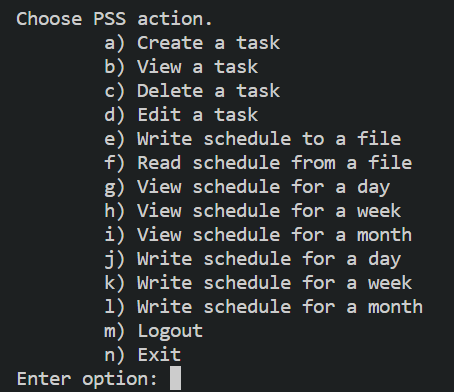 Choose PSS action.
a) Create a task
b) View a task
c) Delete a task
d) Edit a task
e) Write schedule to a file
f) Read schedule from a file
g) View schedule for a day
h) View schedule for a week
i) View schedule for a month
j) Write schedule for a day
k) Write schedule for a week
l) Write schedule for a month
m) Logout
n) Exit
Enter option: